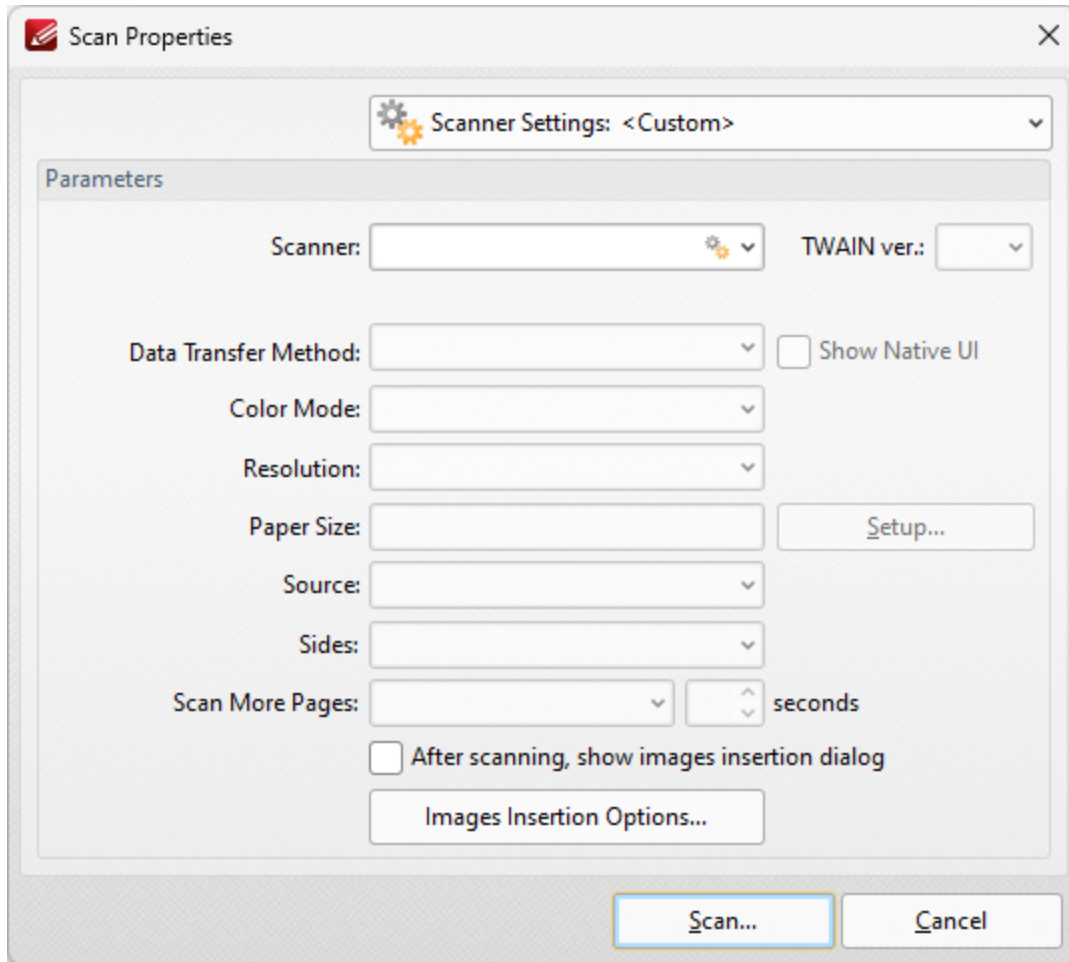 Scan Properties
Scanner Settings: <Custom>
Parameters
Scanner: TWAIN ver.:
Data Transfer Method: Show Native UI
Color Mode:
Resolution:
Paper Size: Setup...
Source:
Sides:
Scan More Pages: seconds
After scanning, show images insertion dialog
Images Insertion Options...
Scan... Cancel